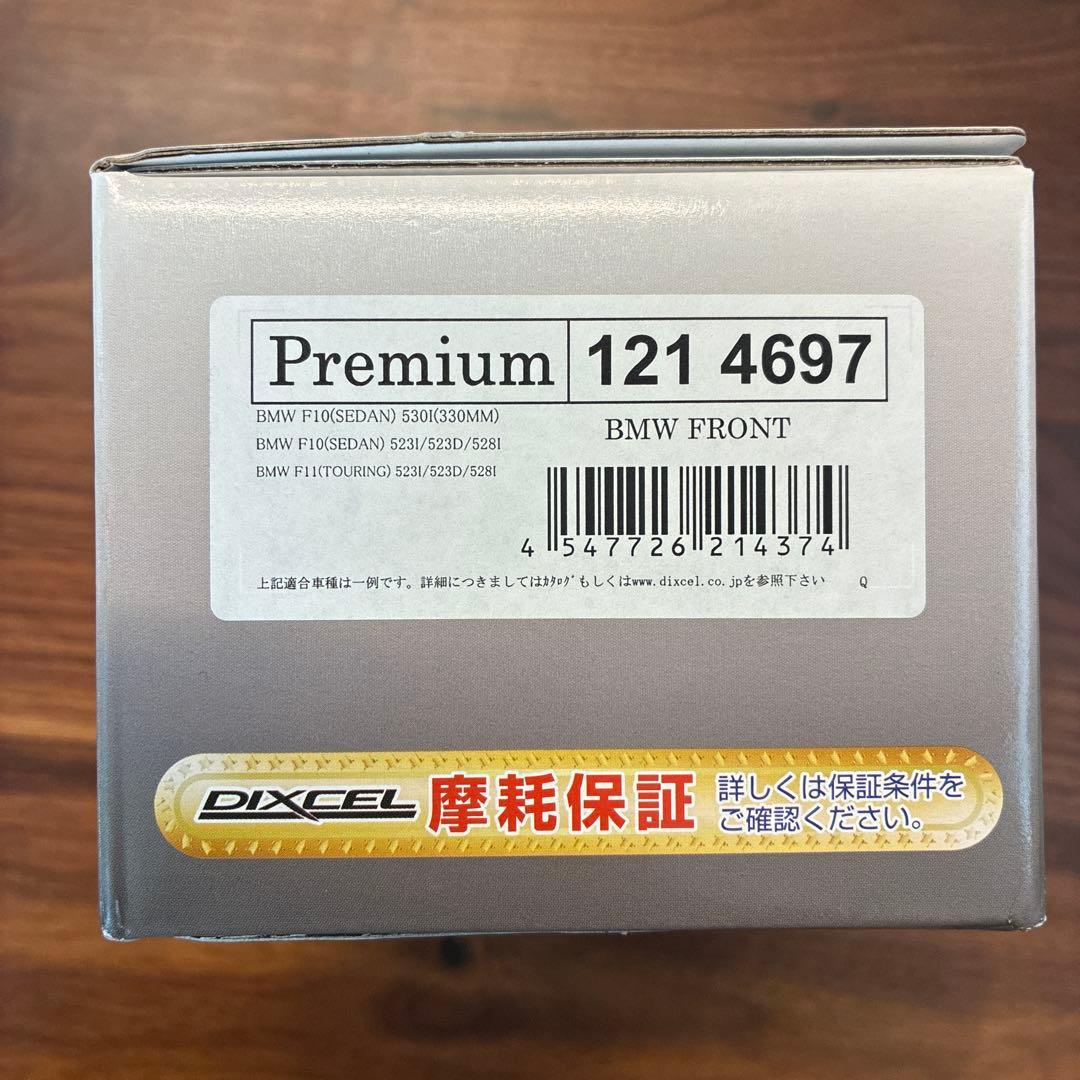 Premium 121 4697
BMW F10(SEDAN) 530I(330MM)
BMW F10(SEDAN) 523I/523D/528I
BMW F11(TOURING) 523I/523D/528I
BMW FRONT
4 547726 214374
上記適合車種は一例です。詳細につきましてはｶﾀﾛｸﾞもしくはwww.dixcel.co.jpを参照下さい Q
DIXCEL 摩耗保証
詳しくは保証条件を
ご確認ください。